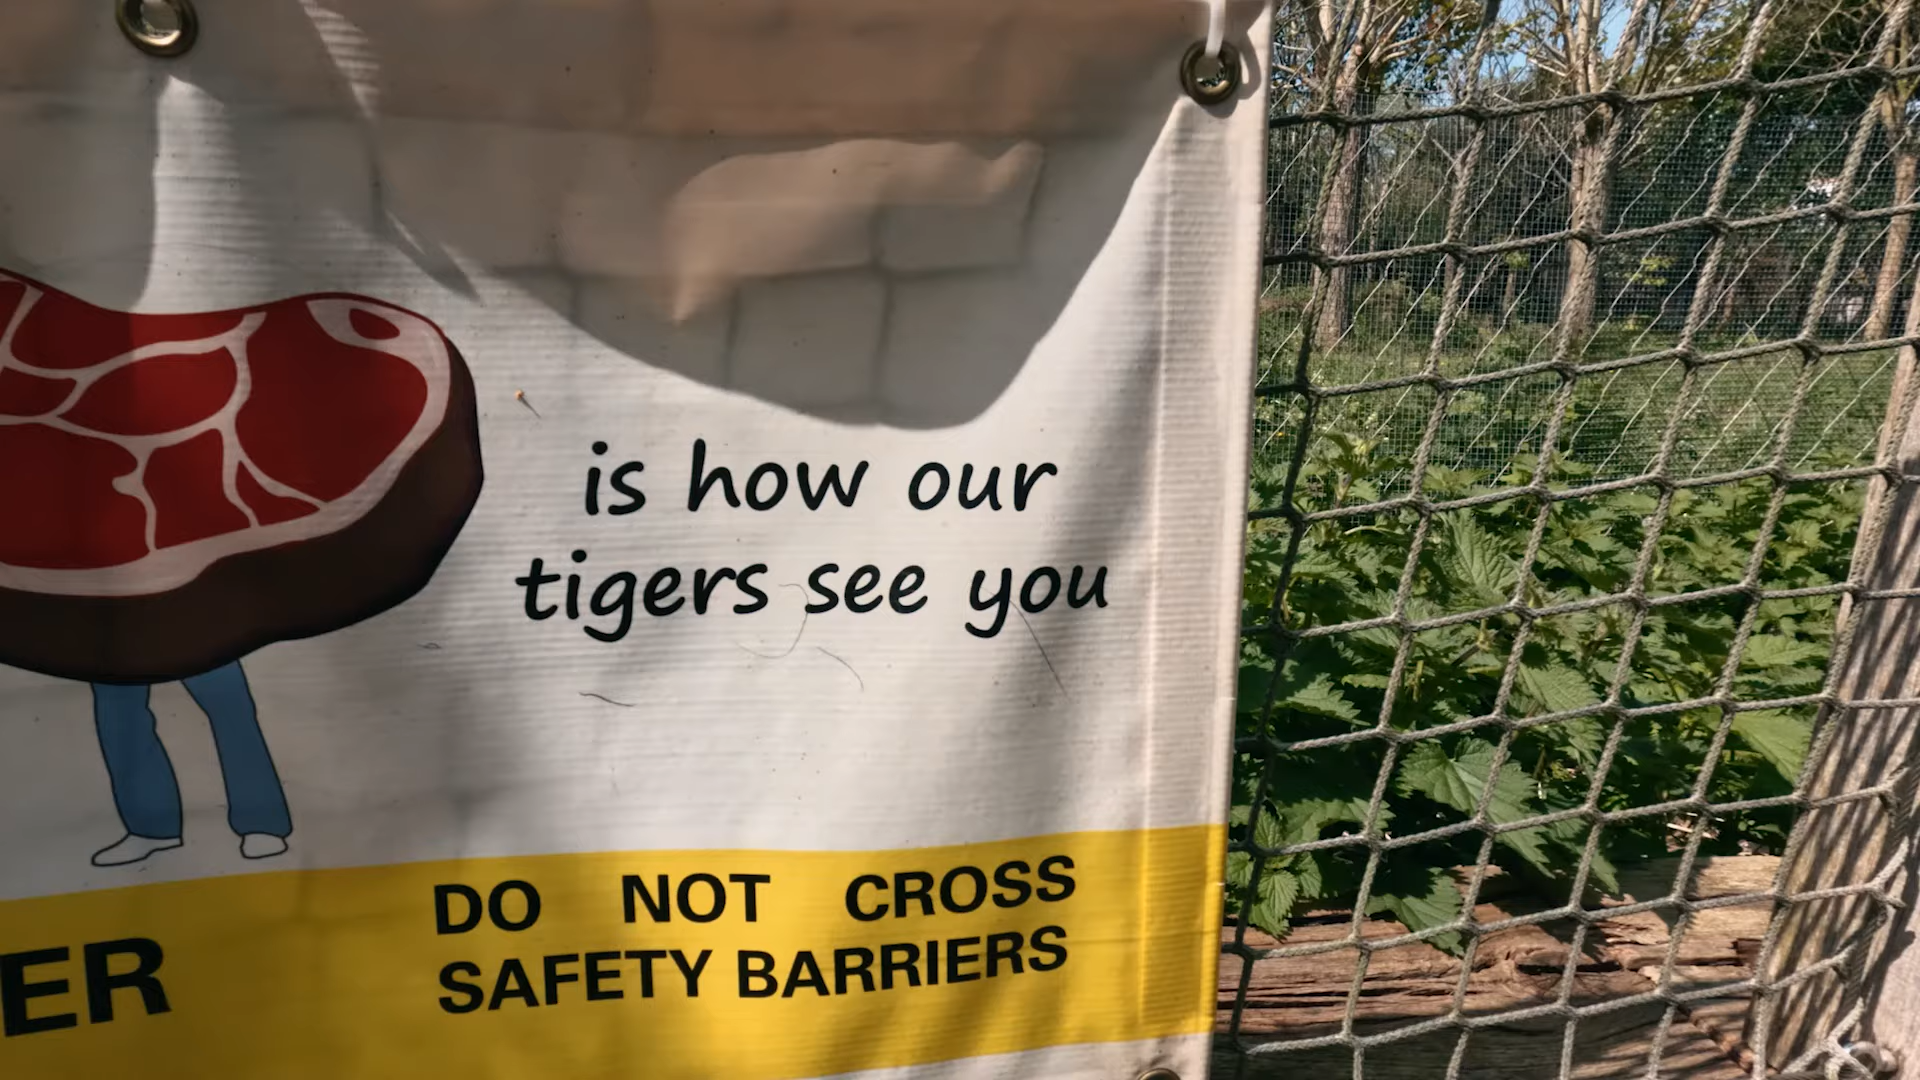 is how our
tigers see you
ER
DO NOT CROSS
SAFETY BARRIERS